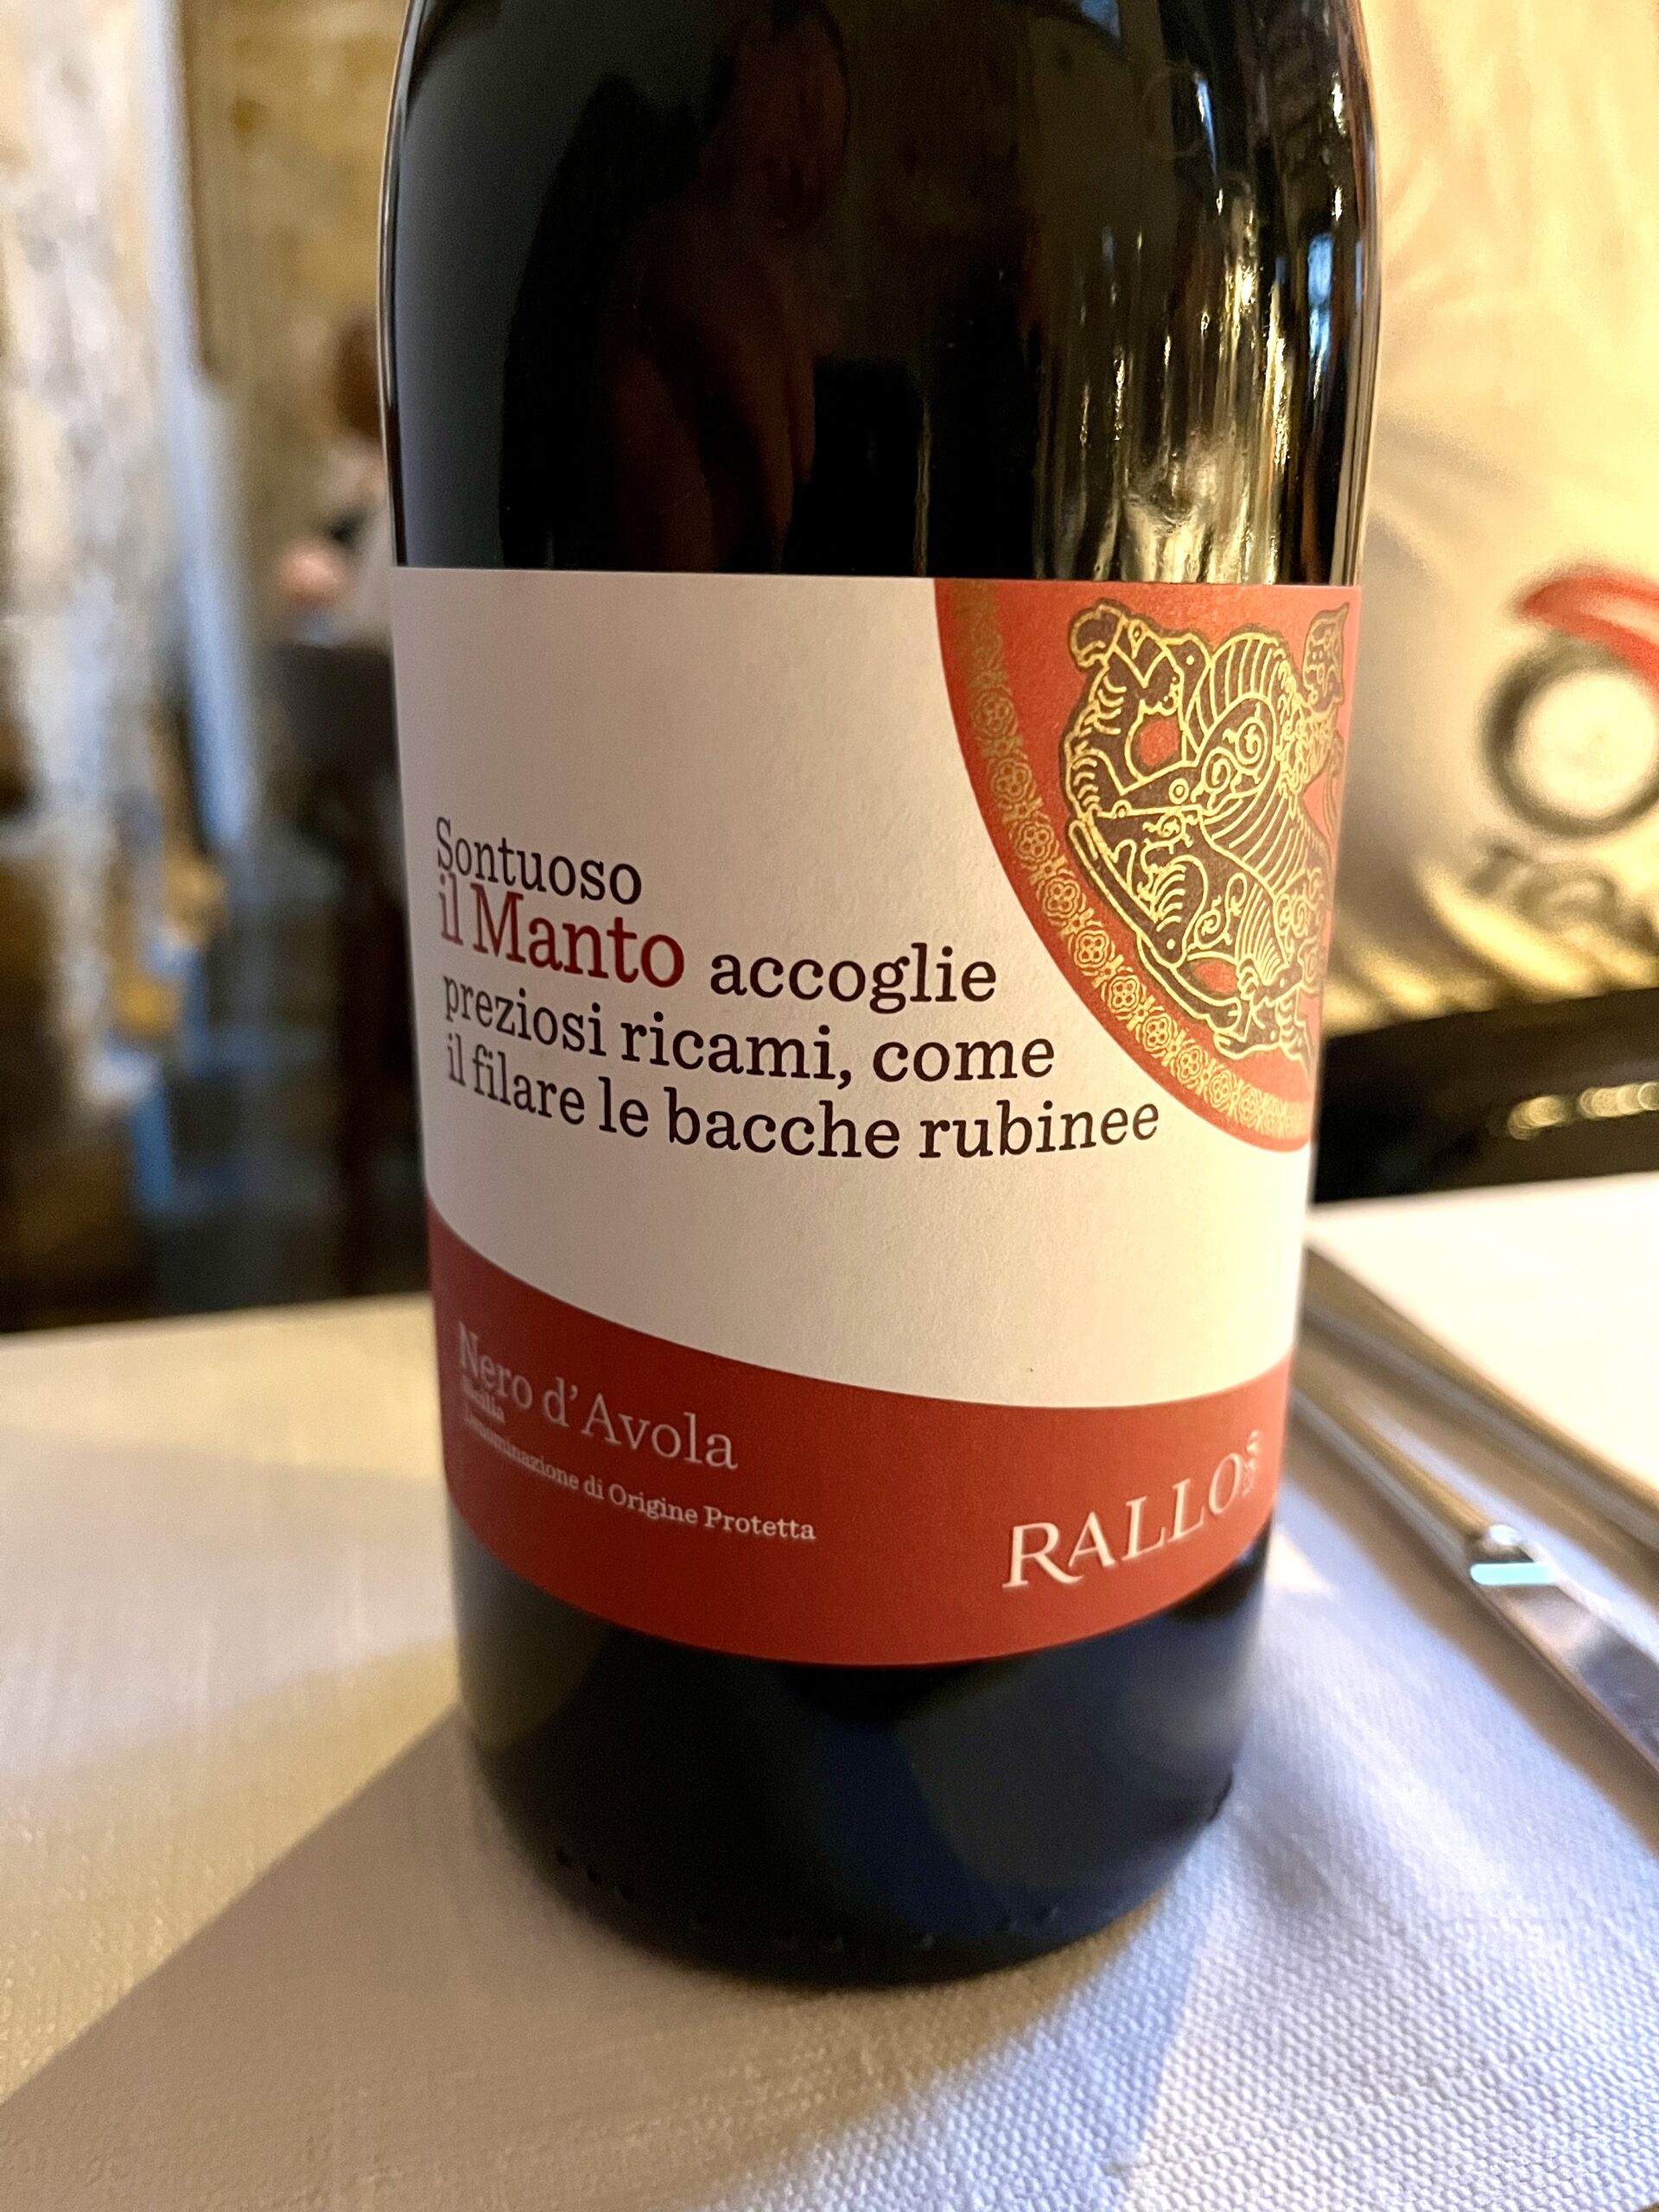 Sontuoso
il Manto accoglie
preziosi ricami, come
il filare le bacche rubinee
Nero d'Avola
Sicilia
Denominazione di Origine Protetta
RALLO